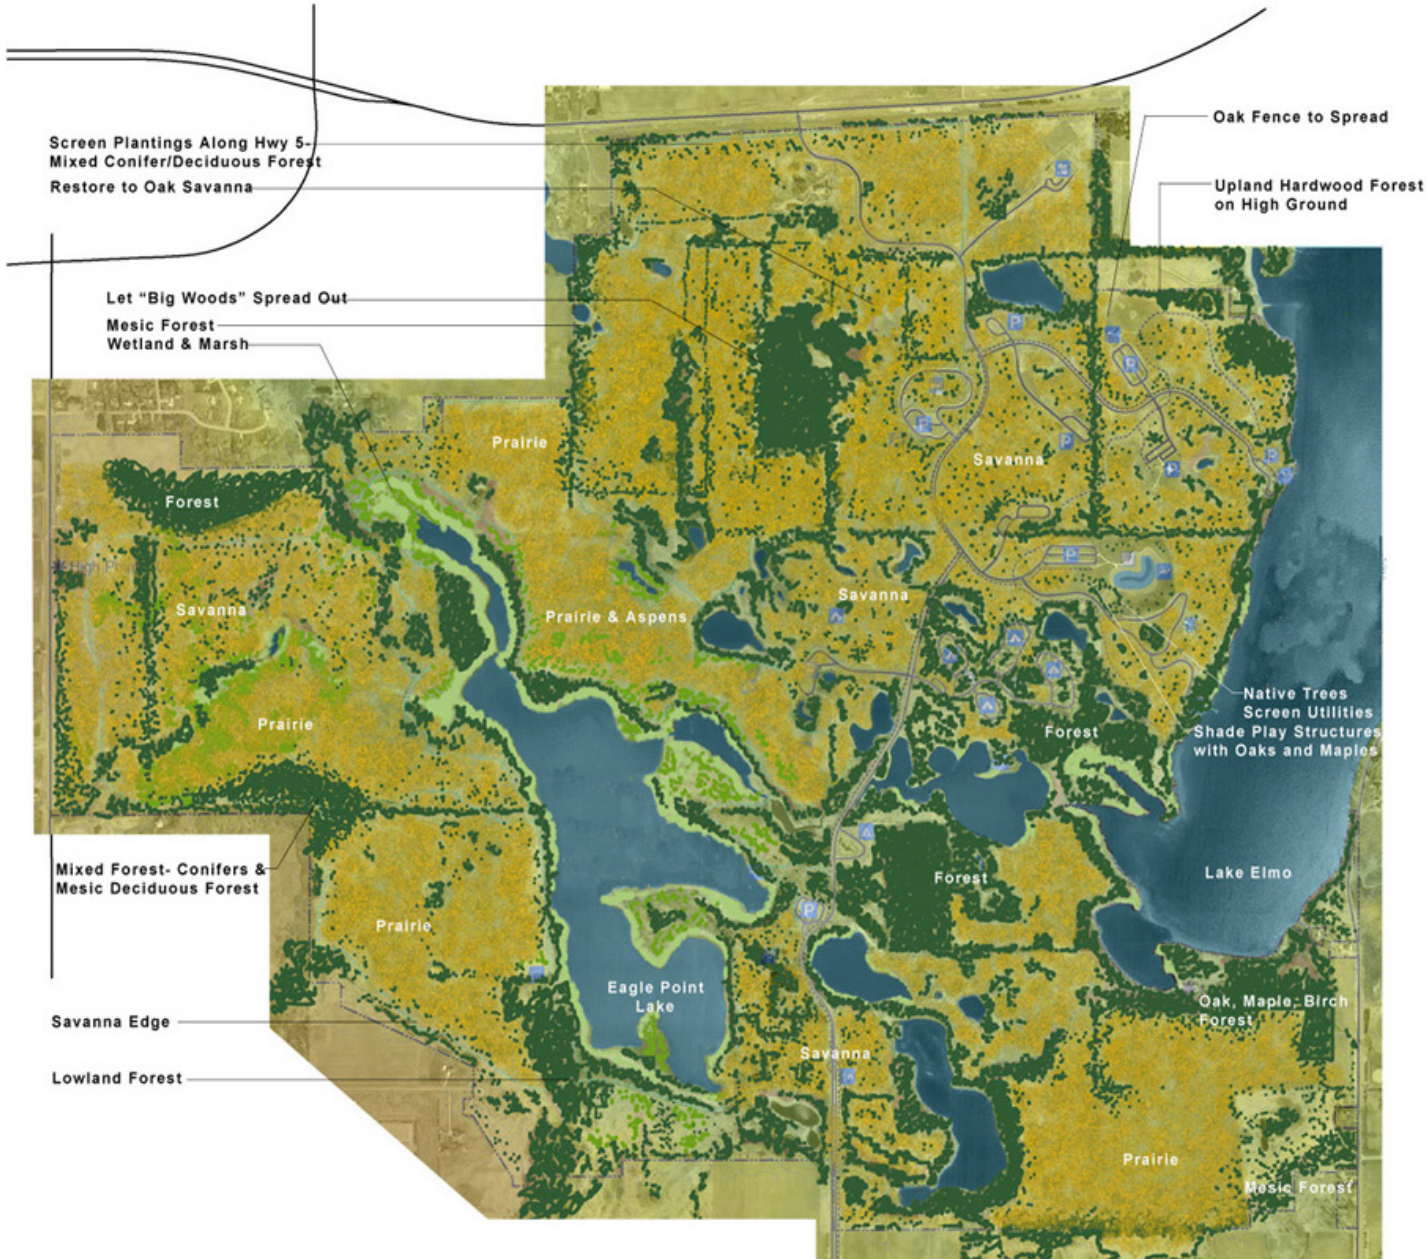 Screen Plantings Along Hwy 5-
Mixed Conifer/Deciduous Forest
Restore to Oak Savanna
Oak Fence to Spread
Upland Hardwood Forest
on High Ground
Let “Big Woods” Spread Out
Mesic Forest
Wetland & Marsh
P
P
P
Prairie
P
Savanna
P
P
Forest
P
High
Savanna
Savanna
Prairie & Aspens
Native Trees
Screen Utilities
Shade Play Structures
with Oaks and Maples
Prairie
Forest
Mixed Forest- Conifers &
Mesic Deciduous Forest
Lake Elmo
Forest
P
Prairie
Eagle Point
Lake
Oak, Maple, Birch
Forest
Savanna Edge
Savanna
Lowland Forest
Prairie
Mesic Forest